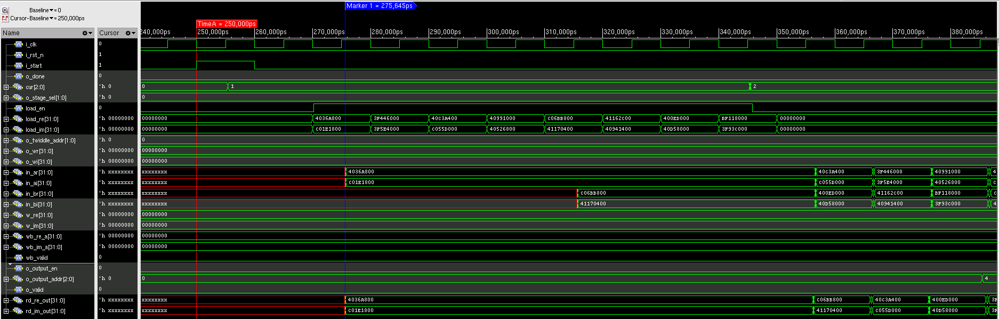 Marker 1 = 275,645ps
Baseline▼= 0
Cursor-Baseline▼= 250,000ps
TimeA = 250,000ps
Name Cursor 240,000ps 250,000ps 260,000ps 270,000ps 280,000ps 290,000ps 300,000ps 310,000ps 320,000ps 330,000ps 340,000ps 350,000ps 360,000ps 370,000ps 380,000ps
i_clk 0
i_rst_n 1
i_start 1
o_done 0
cur[2:0] 'h 0 0 1 2
o_stage_sel[1:0] 'h 0 0
load_en 0
load_re[31:0] 'h 00000000 00000000 4036A800 3F446000 40C3A400 40991000 C06BB800 41162C00 400ED000 BF118000 00000000
load_im[31:0] 'h 00000000 00000000 C01E1800 3F5E4000 C055D000 40526800 41170400 40941400 40D58000 3F93C000 00000000
o_twiddle_addr[1:0] 'h 0 0
o_wr[31:0] 'h 00000000 00000000
o_wi[31:0] 'h 00000000 00000000
in_ar[31:0] 'h xxxxxxxx xxxxxxxx 4036A800 40C3A400 3F446000 40991000 4
in_ai[31:0] 'h xxxxxxxx xxxxxxxx C01E1800 C055D000 3F5E4000 40526800 C
in_br[31:0] 'h xxxxxxxx xxxxxxxx C06BB800 400ED000 41162C00 BF118000 C
in_bi[31:0] 'h xxxxxxxx xxxxxxxx 41170400 40D58000 40941400 3F93C000 4
w_re[31:0] 'h 00000000 00000000
w_im[31:0] 'h 00000000 00000000
wb_re_a[31:0] 'h 00000000 00000000
wb_im_a[31:0] 'h 00000000 00000000
wb_valid 0
o_output_en 0
o_output_addr[2:0] 'h 0 0 4
o_valid 0
rd_re_out[31:0] 'h xxxxxxxx xxxxxxxx 4036A800 C06BB800 40C3A400 400ED000 3F
rd_im_out[31:0] 'h xxxxxxxx xxxxxxxx C01E1800 41170400 C055D000 40D58000 3F